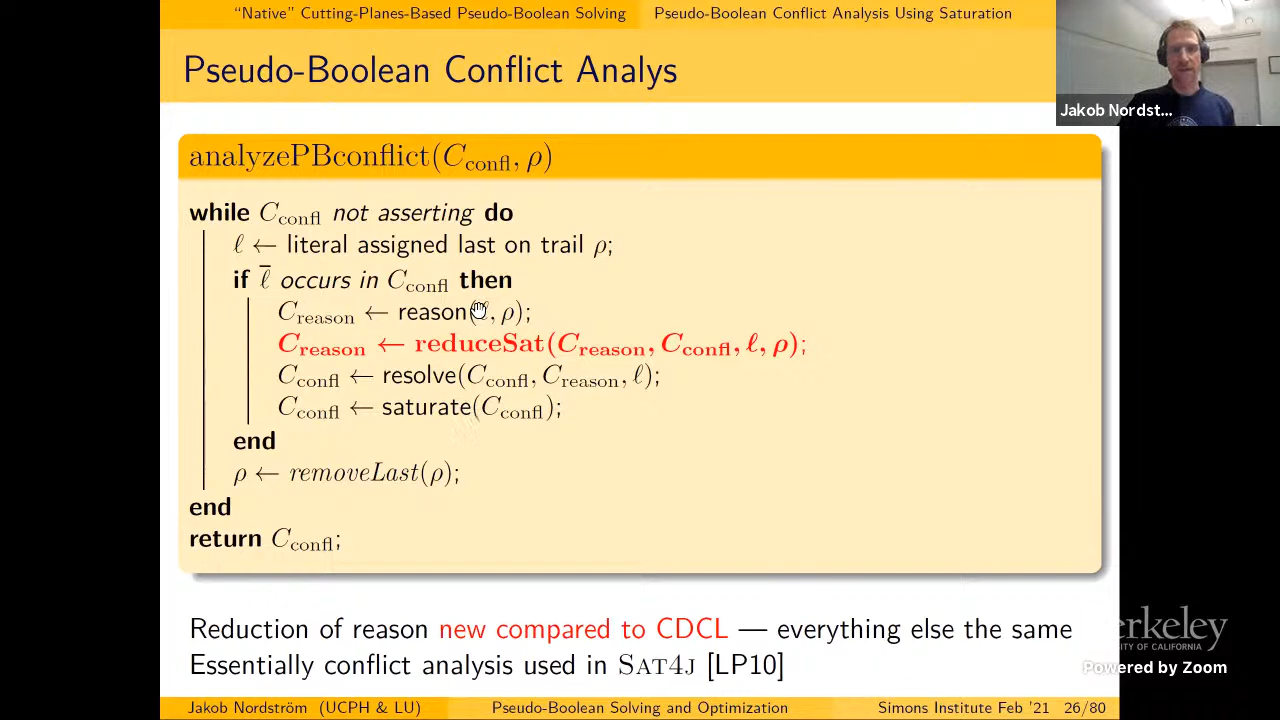 “Native” Cutting-Planes-Based Pseudo-Boolean Solving Pseudo-Boolean Conflict Analysis Using Saturation
Pseudo-Boolean Conflict Analys
Jakob Nordst...
analyzePBconflict(C_confl, ρ)
while C_confl not asserting do
ℓ ← literal assigned last on trail ρ;
if ℓ̅ occurs in C_confl then
C_reason ← reason(ℓ, ρ);
C_reason ← reduceSat(C_reason, C_confl, ℓ, ρ);
C_confl ← resolve(C_confl, C_reason, ℓ);
C_confl ← saturate(C_confl);
end
ρ ← removeLast(ρ);
end
return C_confl;
Reduction of reason new compared to CDCL — everything else the same
Essentially conflict analysis used in SAT4J [LP10]
Powered by Zoom
Jakob Nordström (UCPH & LU) Pseudo-Boolean Solving and Optimization Simons Institute Feb '21 26/80